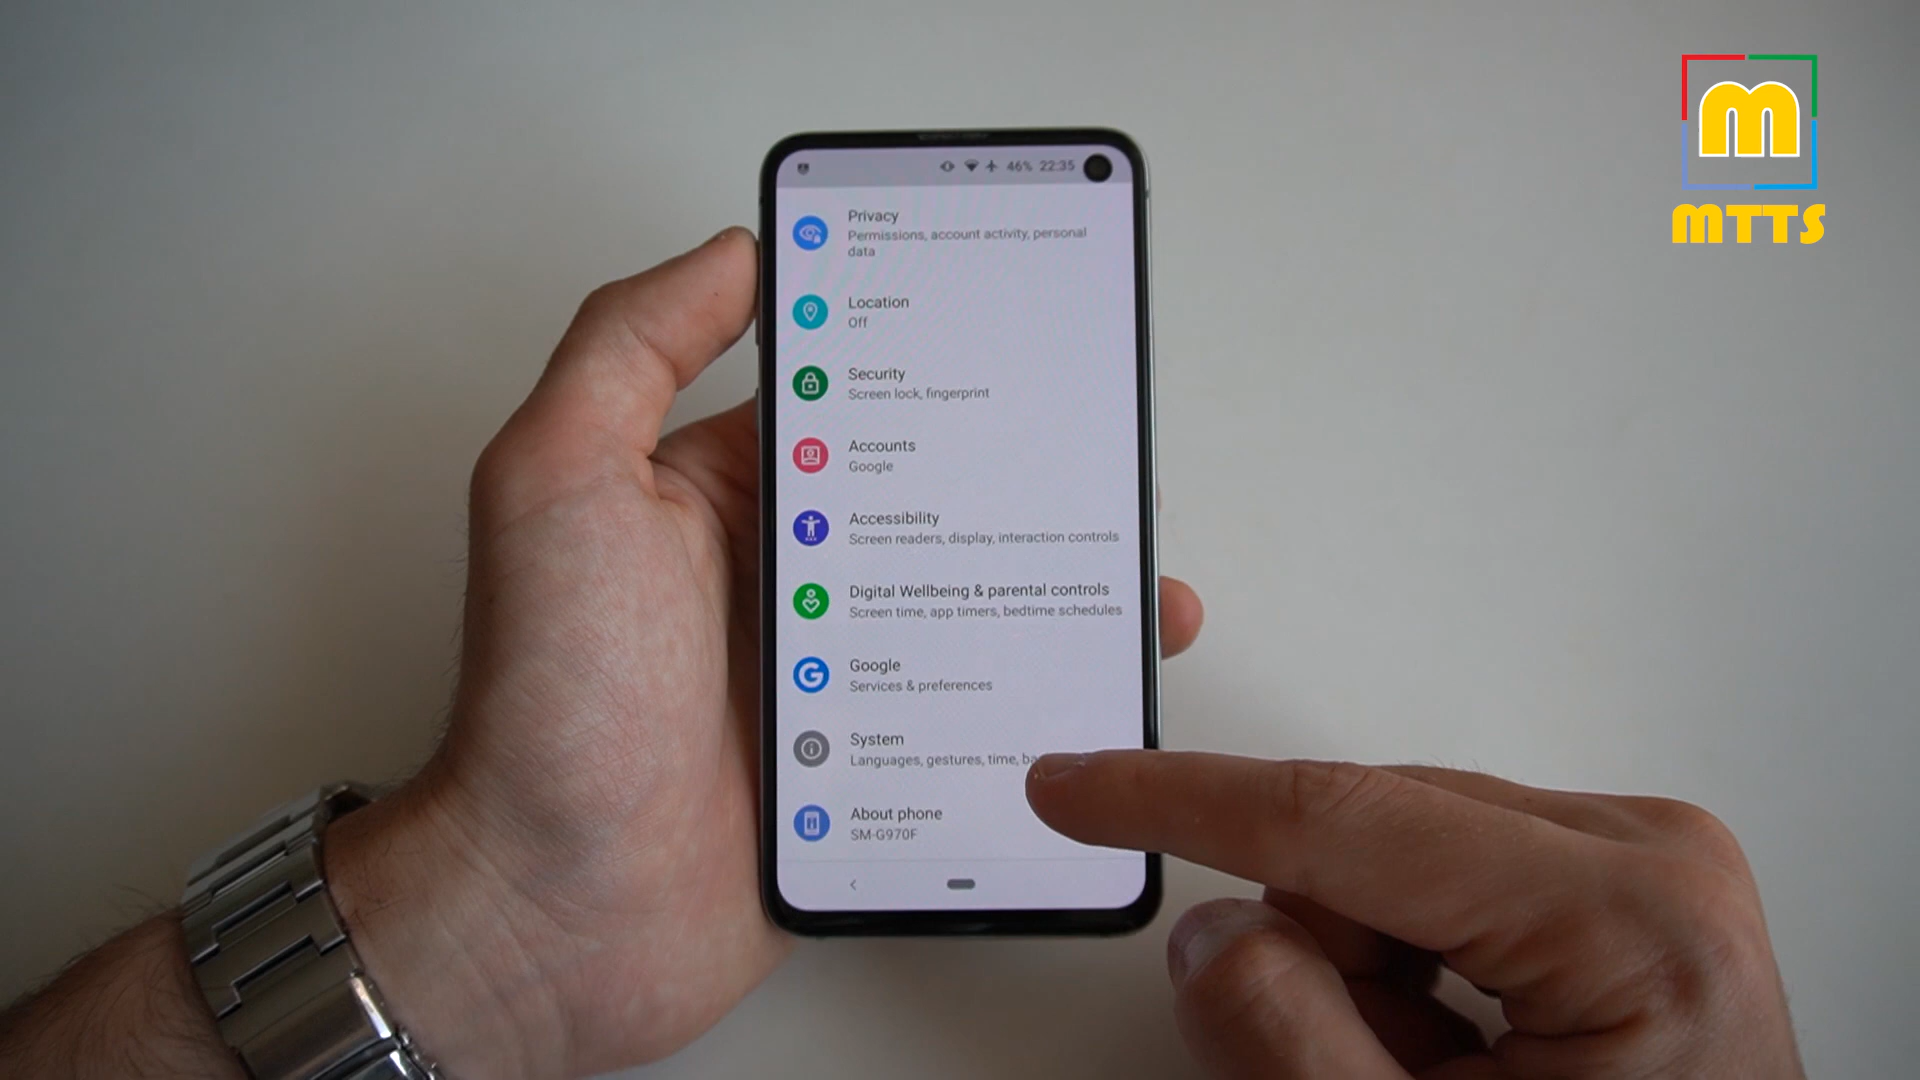 46% 22:35
Privacy
Permissions, account activity, personal
data
Location
Off
Security
Screen lock, fingerprint
Accounts
Google
Accessibility
Screen readers, display, interaction controls
Digital Wellbeing & parental controls
Screen time, app timers, bedtime schedules
Google
Services & preferences
System
Languages, gestures, time, ba
About phone
SM-G970F
M
MTTS